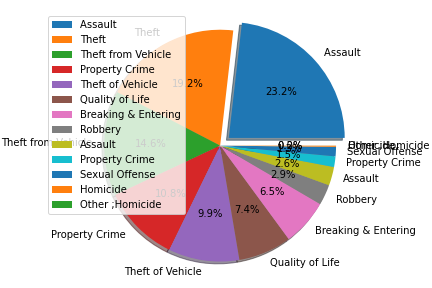 Assault
Theft
Theft from Vehicle
Property Crime
Theft of Vehicle
Quality of Life
Breaking & Entering
Robbery
Assault
Property Crime
Sexual Offense
Homicide
Other ;Homicide
Theft
Assault
23.2%
19.2%
14.6%
10.8%
9.9%
7.4%
6.5%
2.9%
2.6%
1.5%
Theft from Vehicle
Property Crime
Theft of Vehicle
Quality of Life
Breaking & Entering
Robbery
Assault
Property Crime
Sexual Offense